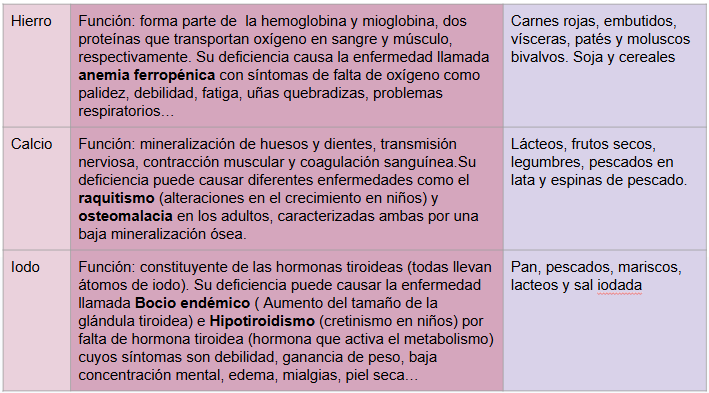 Hierro
Función: forma parte de  la hemoglobina y mioglobina, dos
proteínas que transportan oxígeno en sangre y músculo,
respectivamente. Su deficiencia causa la enfermedad llamada
anemia ferropénica con síntomas de falta de oxígeno como
palidez, debilidad, fatiga, uñas quebradizas, problemas
respiratorios…
Carnes rojas, embutidos,
vísceras, patés y moluscos
bivalvos. Soja y cereales
Calcio
Función: mineralización de huesos y dientes, transmisión
nerviosa, contracción muscular y coagulación sanguínea.Su
deficiencia puede causar diferentes enfermedades como el
raquitismo (alteraciones en el crecimiento en niños) y
osteomalacia en los adultos, caracterizadas ambas por una
baja mineralización ósea.
Lácteos, frutos secos,
legumbres, pescados en
lata y espinas de pescado.
Iodo
Función: constituyente de las hormonas tiroideas (todas llevan
átomos de iodo). Su deficiencia puede causar la enfermedad
llamada Bocio endémico ( Aumento del tamaño de la
glándula tiroidea) e Hipotiroidismo (cretinismo en niños) por
falta de hormona tiroidea (hormona que activa el metabolismo)
cuyos síntomas son debilidad, ganancia de peso, baja
concentración mental, edema, mialgias, piel seca…
Pan, pescados, mariscos,
lacteos y sal iodada